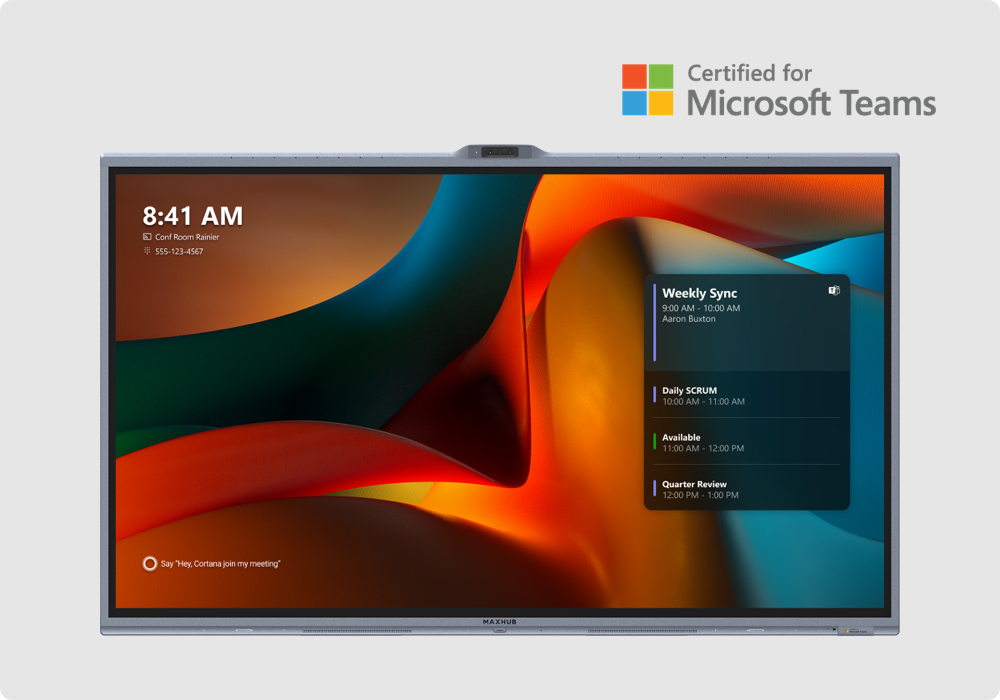 Certified for
Microsoft Teams
8:41 AM
Conf Room Rainier
555-123-4567
Weekly Sync
9:00 AM - 10:00 AM
Aaron Buxton
Daily SCRUM
10:00 AM - 11:00 AM
Available
11:00 AM - 12:00 PM
Quarter Review
12:00 PM - 1:00 PM
Say "Hey, Cortana join my meeting"
MAXHUB